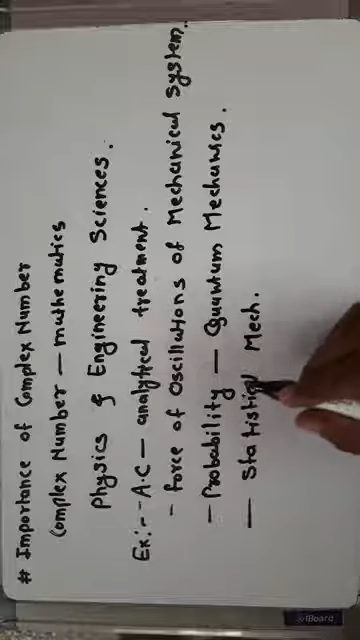 # Importance of Complex Number
Complex Number — mathematics
Physics & Engineering Sciences.
Ex:- - A.C — analytical treatment.
- Force of Oscillations of Mechanical system.
- Probability — Quantum Mechanics.
— Statistical Mech.
iBoard